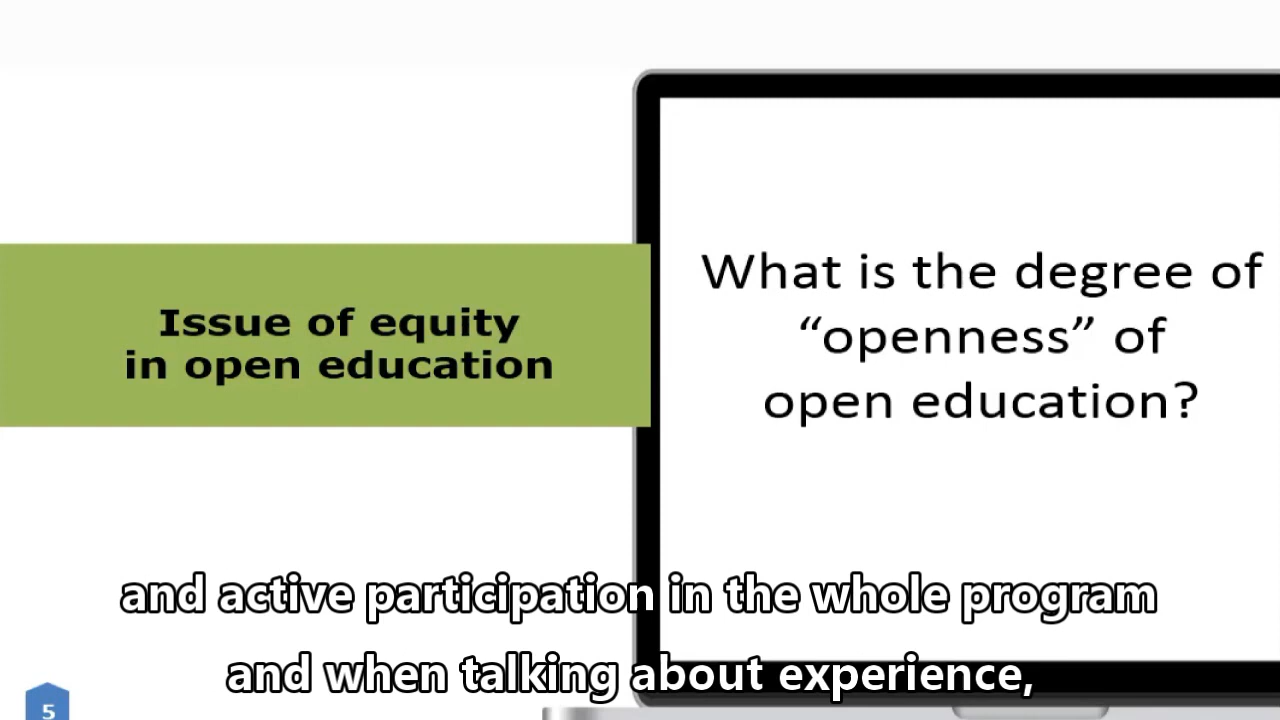 Issue of equity
in open education
What is the degree of
“openness” of
open education?
and active participation in the whole program
and when talking about experience,
5